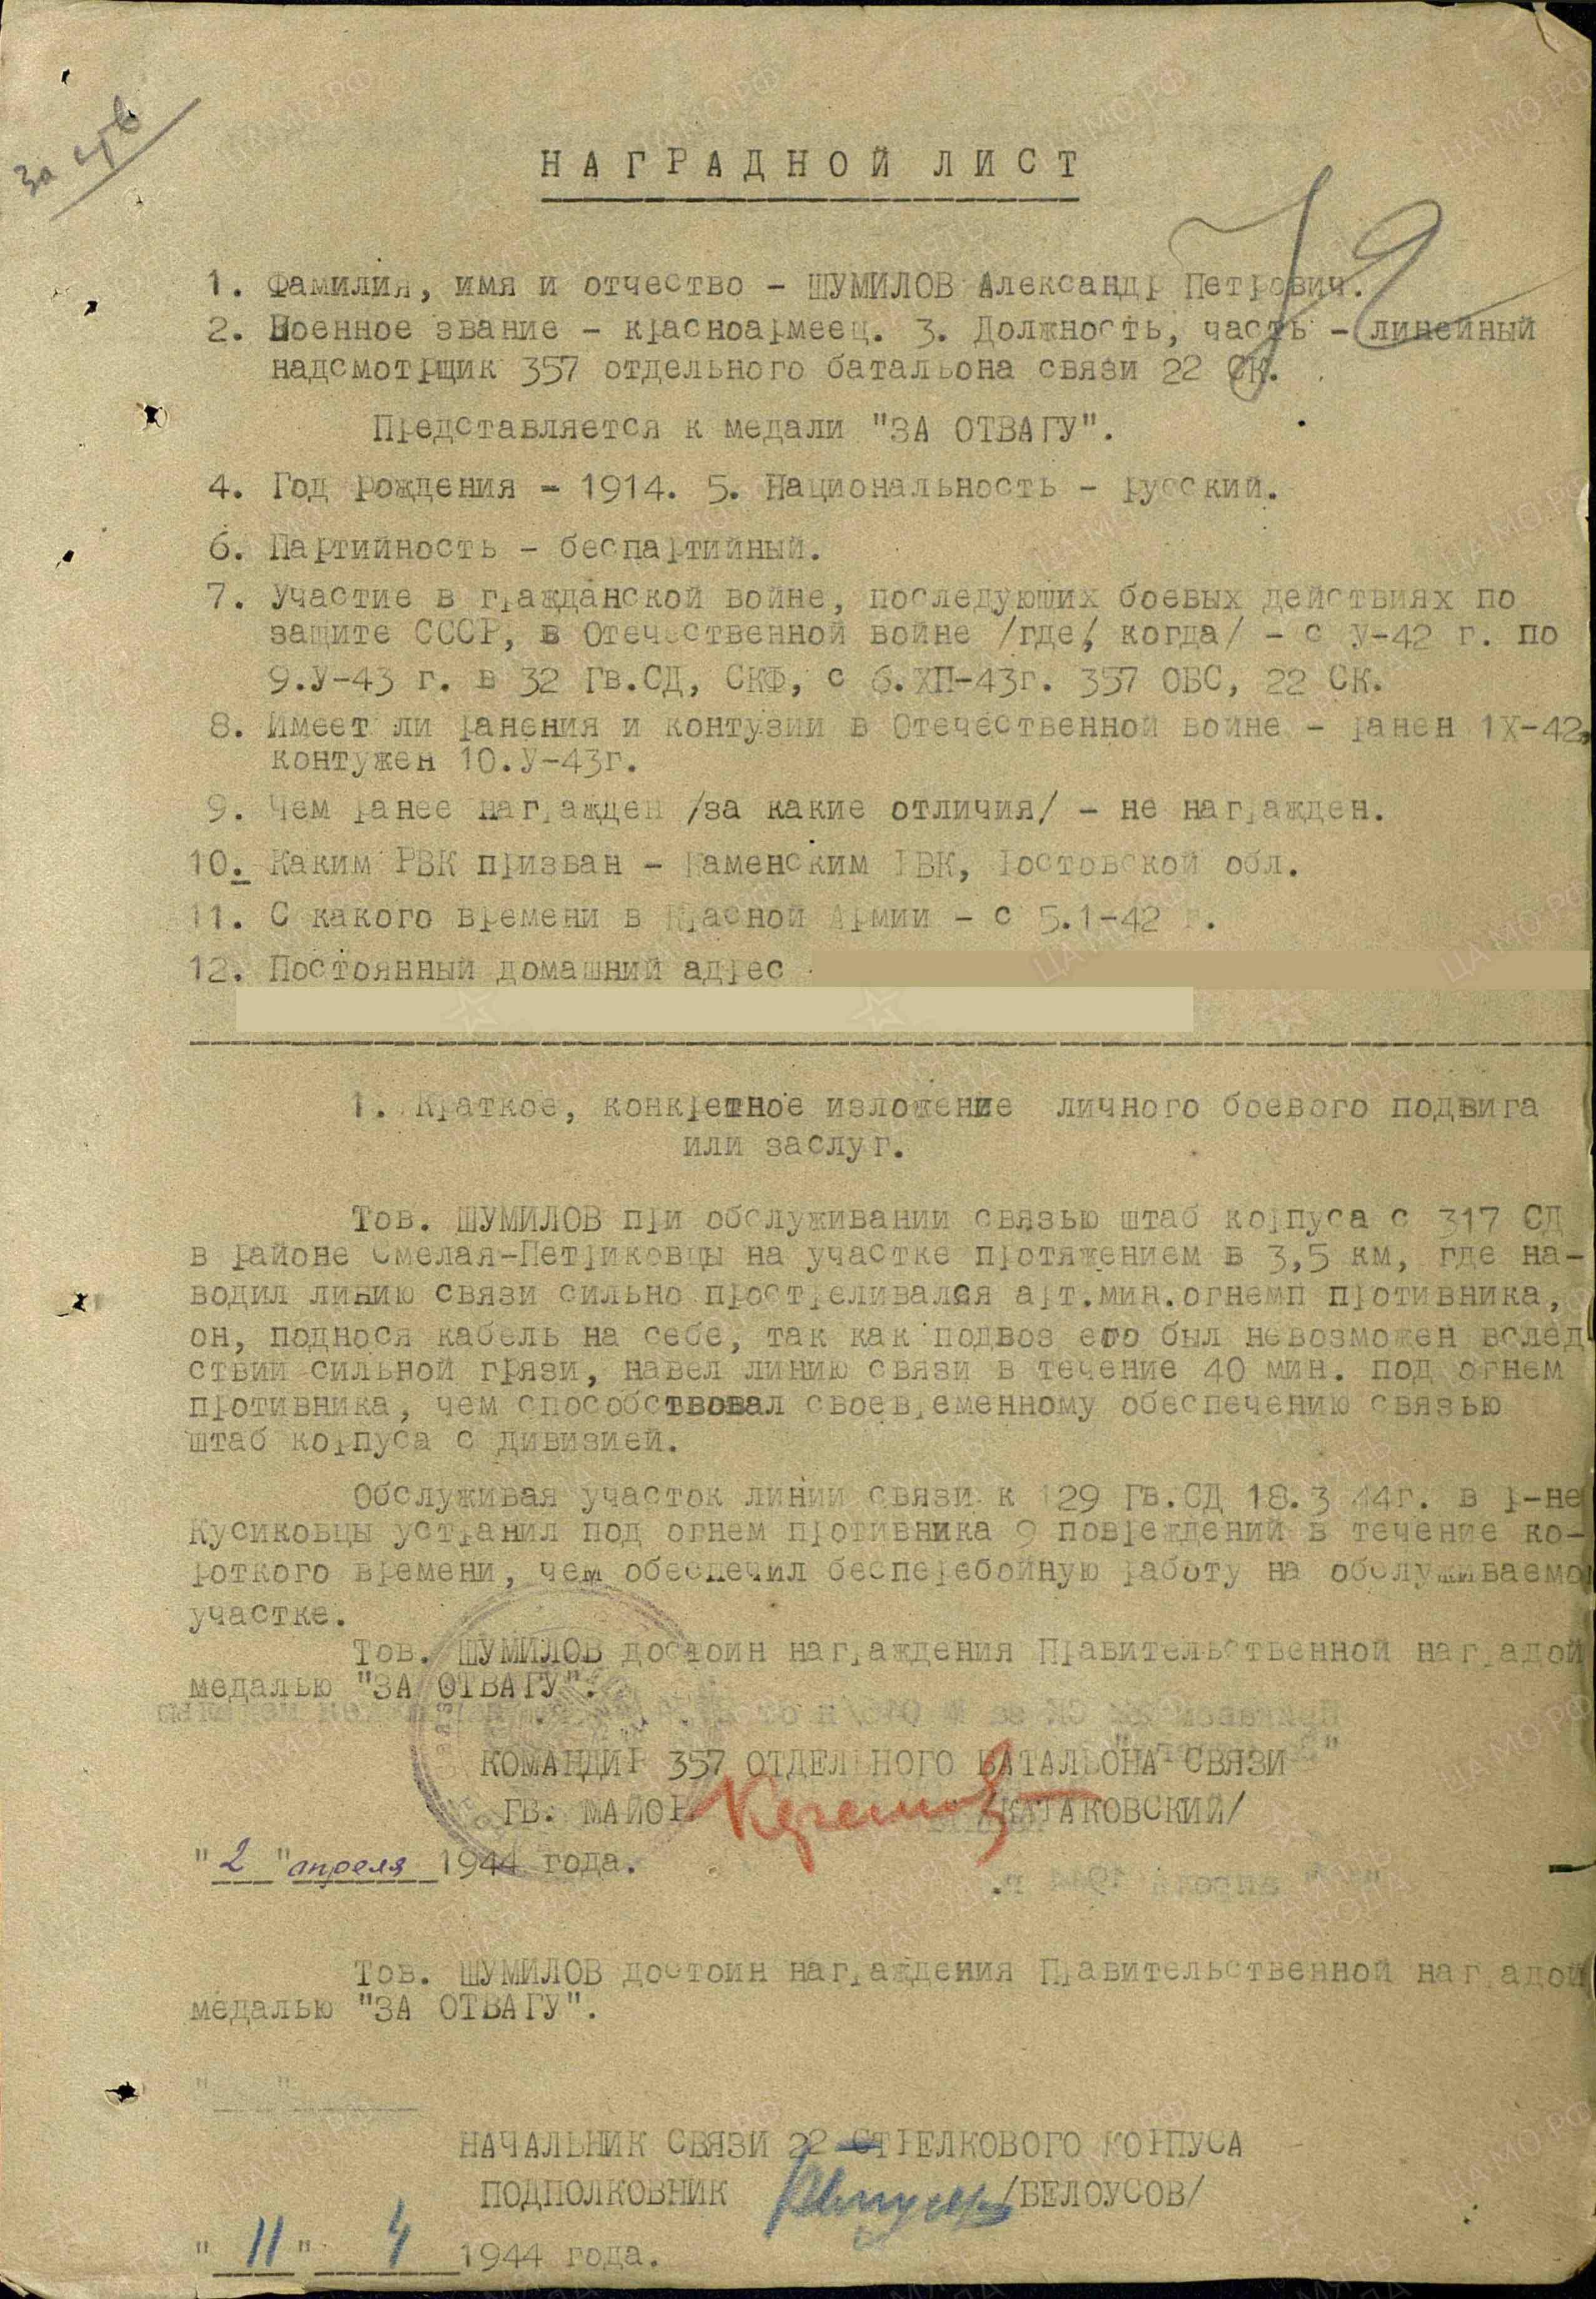 За отв
Н А Г Р А Д Н О Й Л И С Т
1. Фамилия, имя и отчество - ШУМИЛОВ Александр Петрович.
2. Военное звание - красноармеец. 3. Должность, часть - линейный
надсмотрщик 357 отдельного батальона связи 22 СК.
Представляется к медали "ЗА ОТВАГУ".
4. Год рождения - 1914. 5. Национальность - русский.
6. Партийность - беспартийный.
7. Участие в гражданской войне, последующих боевых действиях по
защите СССР, в Отечественной войне /где, когда/ - с У-42 г. по
9.У-43 г. в 32 Гв.СД, СКФ, с 6.ХП-43г. 357 ОБС, 22 СК.
8. Имеет ли ранения и контузии в Отечественной войне - ранен 1Х-42,
контужен 10.У-43г.
9. Чем ранее награжден /за какие отличия/ - не награжден.
10. Каким РВК призван - Каменским РВК, Ростовской обл.
11. С какого времени в Красной Армии - с 5.1-42 г.
12. Постоянный домашний адрес
1. Краткое, конкретное изложение личного боевого подвига
или заслуг.
Тов. ШУМИЛОВ при обслуживании связью штаб корпуса с 317 СД
в районе Смелая-Петриковцы на участке протяжением в 3,5 км, где на-
водил линию связи сильно простреливался арт.мин.огнемп противника,
он, поднося кабель на себе, так как подвоз его был невозможен вслед
ствии сильной грязи, навел линию связи в течение 40 мин. под огнем
противника, чем способствовал своевременному обеспечению связью
штаб корпуса с дивизией.
Обслуживая участок линии связи к 129 Гв.СД 18.3 44г. в р-не
Кусиковцы устранил под огнем противника 9 повреждений в течение ко-
роткого времени, чем обеспечил бесперебойную работу на обслуживаемо
участке.
Тов. ШУМИЛОВ достоин награждения Правительственной наградой
медалью "ЗА ОТВАГУ".
КОМАНДИР 357 ОТДЕЛЬНОГО БАТАЛЬОНА СВЯЗИ
ГВ. МАЙОР /КАТАКОВСКИЙ/
"2" апреля 1944 года.
Тов. ШУМИЛОВ достоин награждения Правительственной наградой
медалью "ЗА ОТВАГУ".
НАЧАЛЬНИК СВЯЗИ 22 СТРЕЛКОВОГО КОРПУСА
ПОДПОЛКОВНИК /БЕЛОУСОВ/
"11" 4 1944 года.